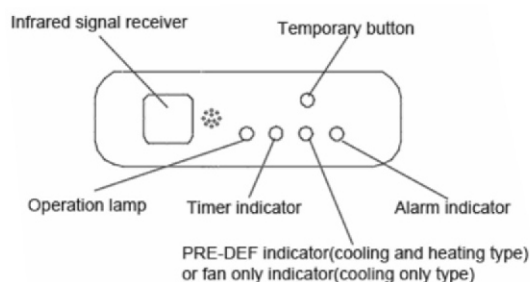 Infrared signal receiver
Temporary button
Operation lamp
Timer indicator
Alarm indicator
PRE-DEF indicator(cooling and heating type)
or fan only indicator(cooling only type)